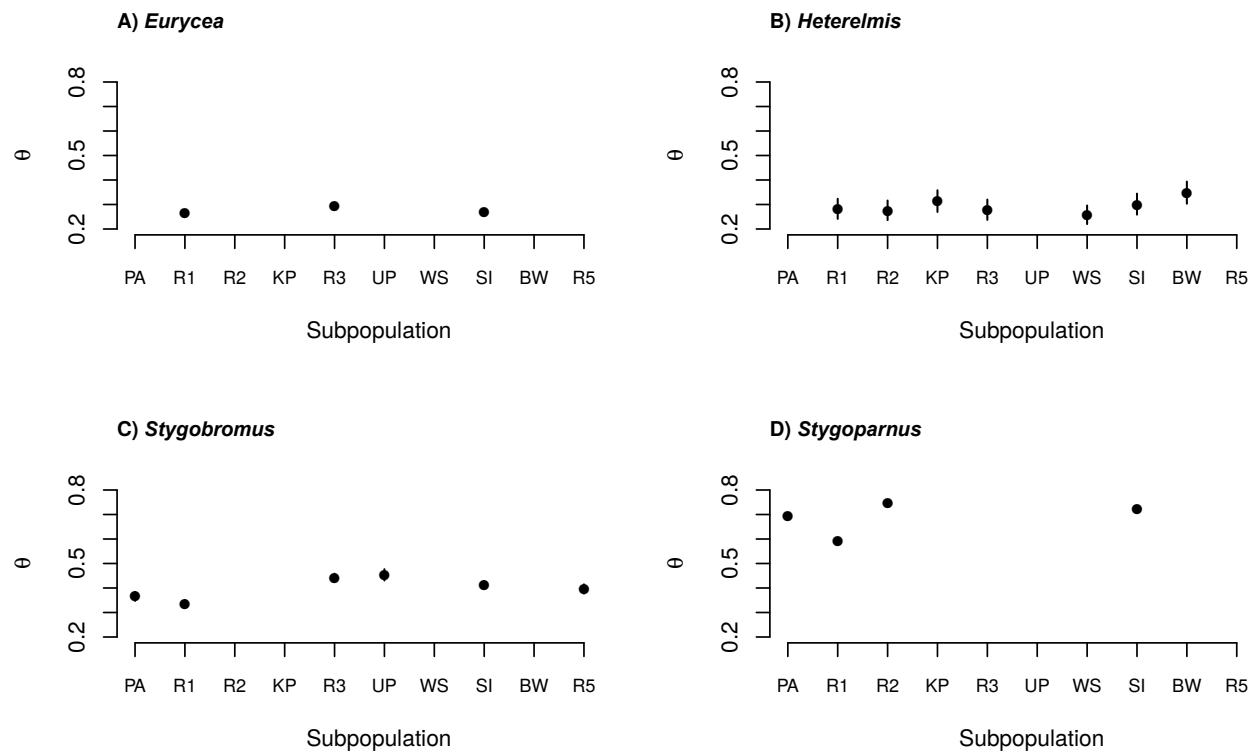 A) Eurycea
0.8
0.5
0.2
θ
PA R1 R2 KP R3 UP WS SI BW R5
Subpopulation
B) Heterelmis
0.8
0.5
0.2
θ
PA R1 R2 KP R3 UP WS SI BW R5
Subpopulation
C) Stygobromus
0.8
0.5
0.2
θ
PA R1 R2 KP R3 UP WS SI BW R5
Subpopulation
D) Stygoparnus
0.8
0.5
0.2
θ
PA R1 R2 KP R3 UP WS SI BW R5
Subpopulation